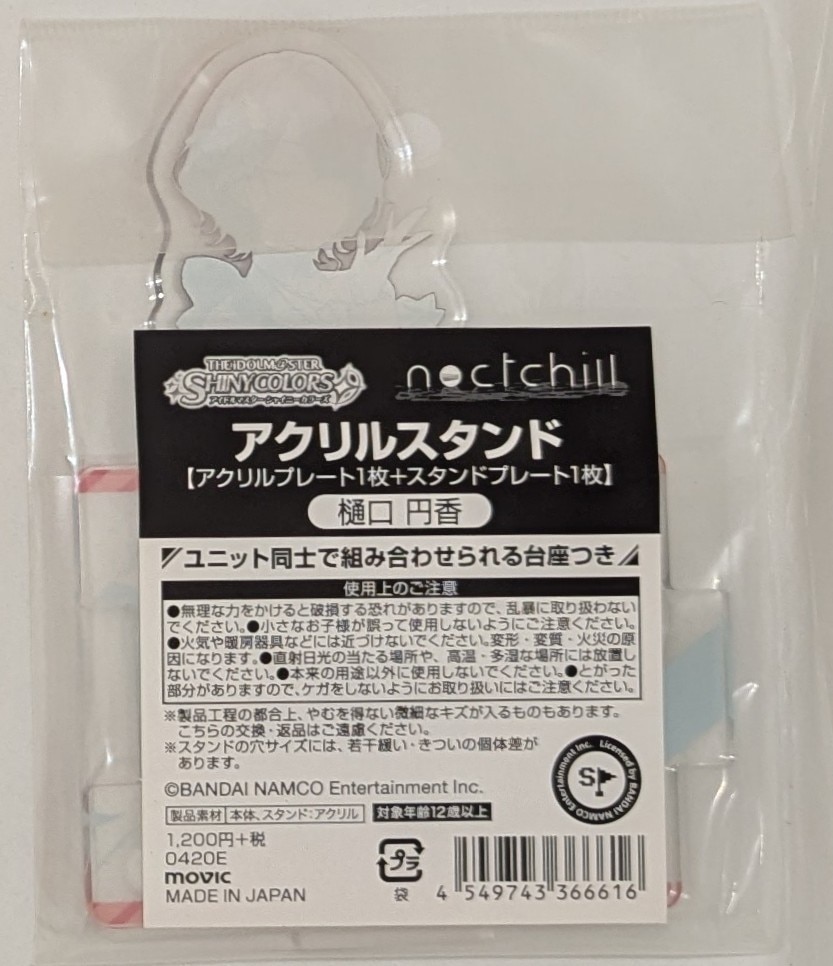 THE iDOLM@STER
SHINYCOLORS
アイドルマスター シャイニーカラーズ
noctchill
アクリルスタンド
【アクリルプレート1枚+スタンドプレート1枚】
樋口 円香
ユニット同士で組み合わせられる台座つき
使用上のご注意
●無理な力をかけると破損する恐れがありますので、乱暴に取り扱わない
でください。●小さなお子様が誤って使用しないようにご注意ください。
●火気や暖房器具などには近づけないでください。変形・変質・火災の原
因になります。●直射日光の当たる場所や、高温・多湿な場所には放置し
ないでください。●本来の用途以外に使用しないでください。●とがった
部分がありますので、ケガをしないようにお取り扱いにはご注意ください。
※製品工程の都合上、やむを得ない微細なキズが入るものもあります。
こちらの交換・返品はご遠慮ください。
※スタンドの穴サイズには、若干緩い・きついの個体差が
あります。
©BANDAI NAMCO Entertainment Inc.
製品素材 本体、スタンド:アクリル 対象年齢12歳以上
Licensed by BANDAI NAMCO Entertainment Inc.
S
1,200円+税
0420E
movic
MADE IN JAPAN
プラ
袋
4 549743 366616